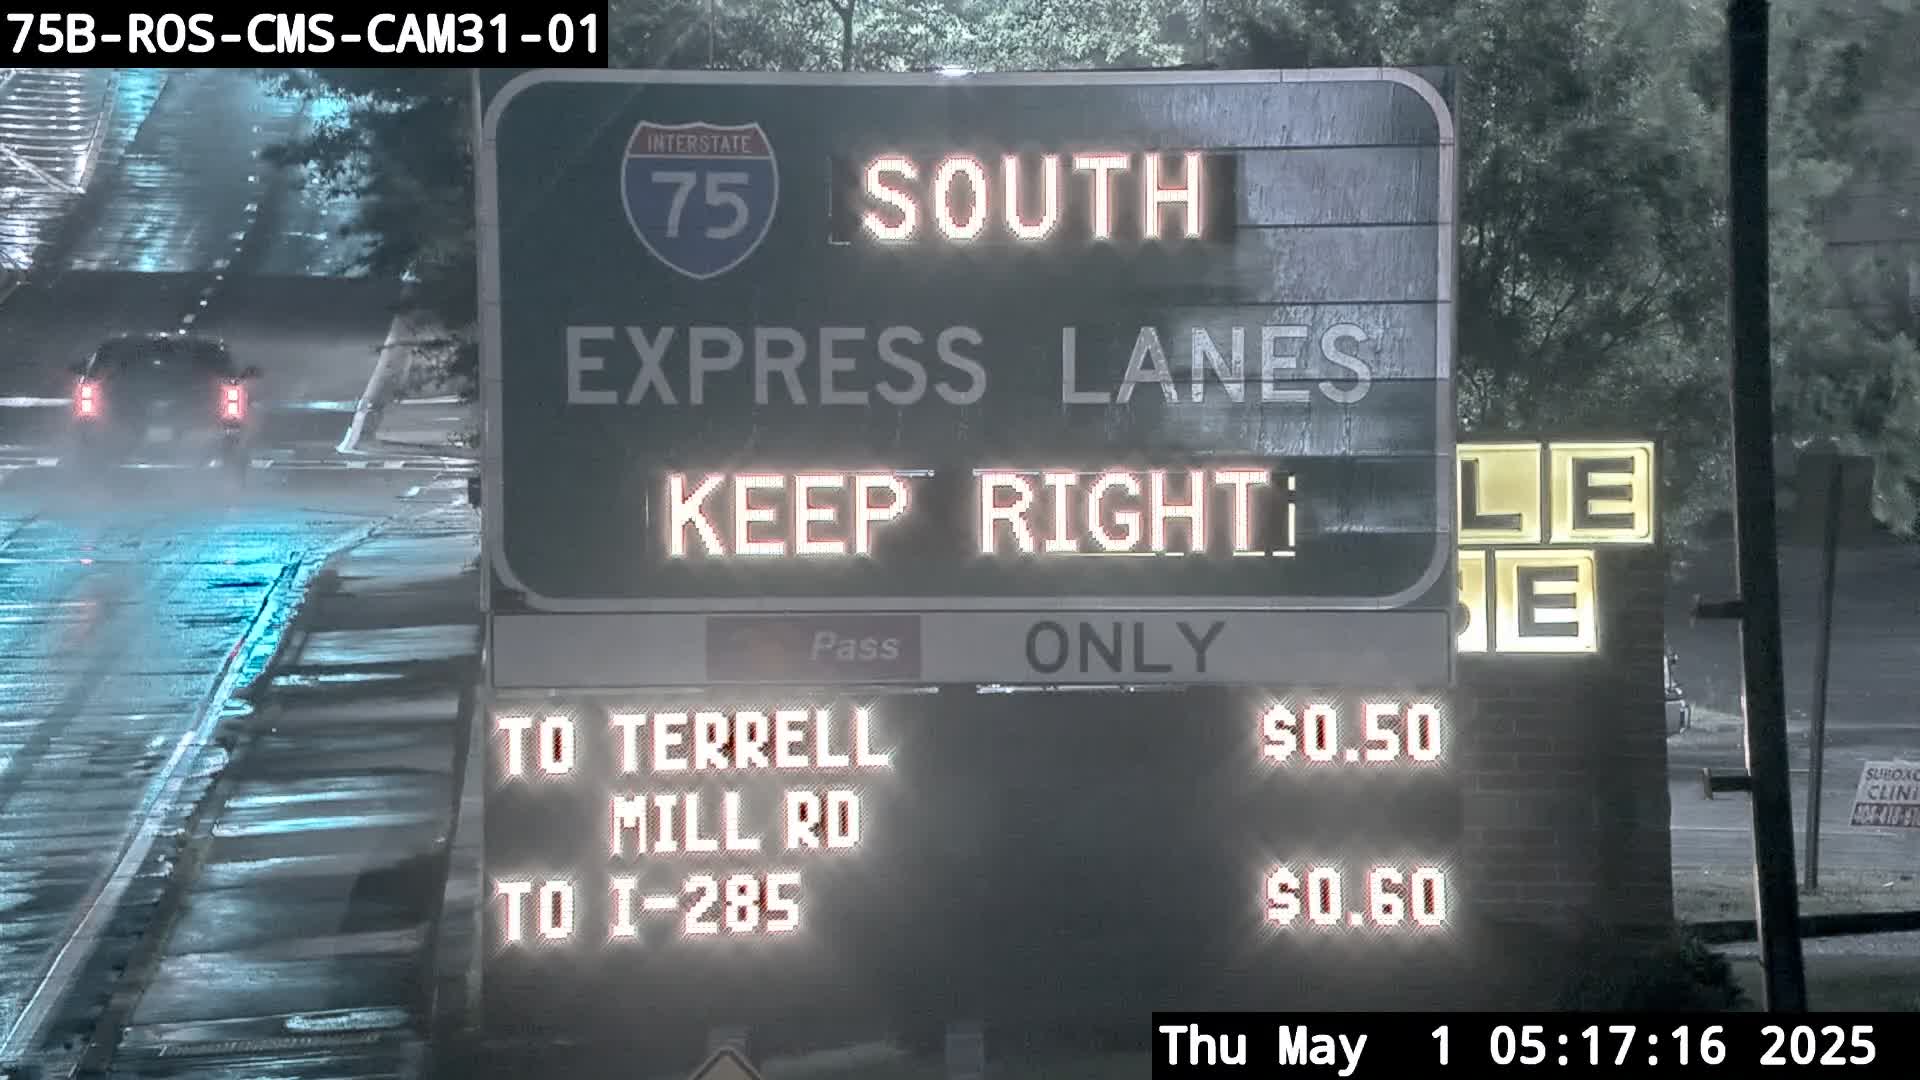 75B-ROS-CMS-CAM31-01
INTERSTATE
75
SOUTH
EXPRESS LANES
KEEP RIGHT
Pass ONLY
TO TERRELL $0.50
MILL RD
TO I-285 $0.60
LE
E
Thu May 1 05:17:16 2025